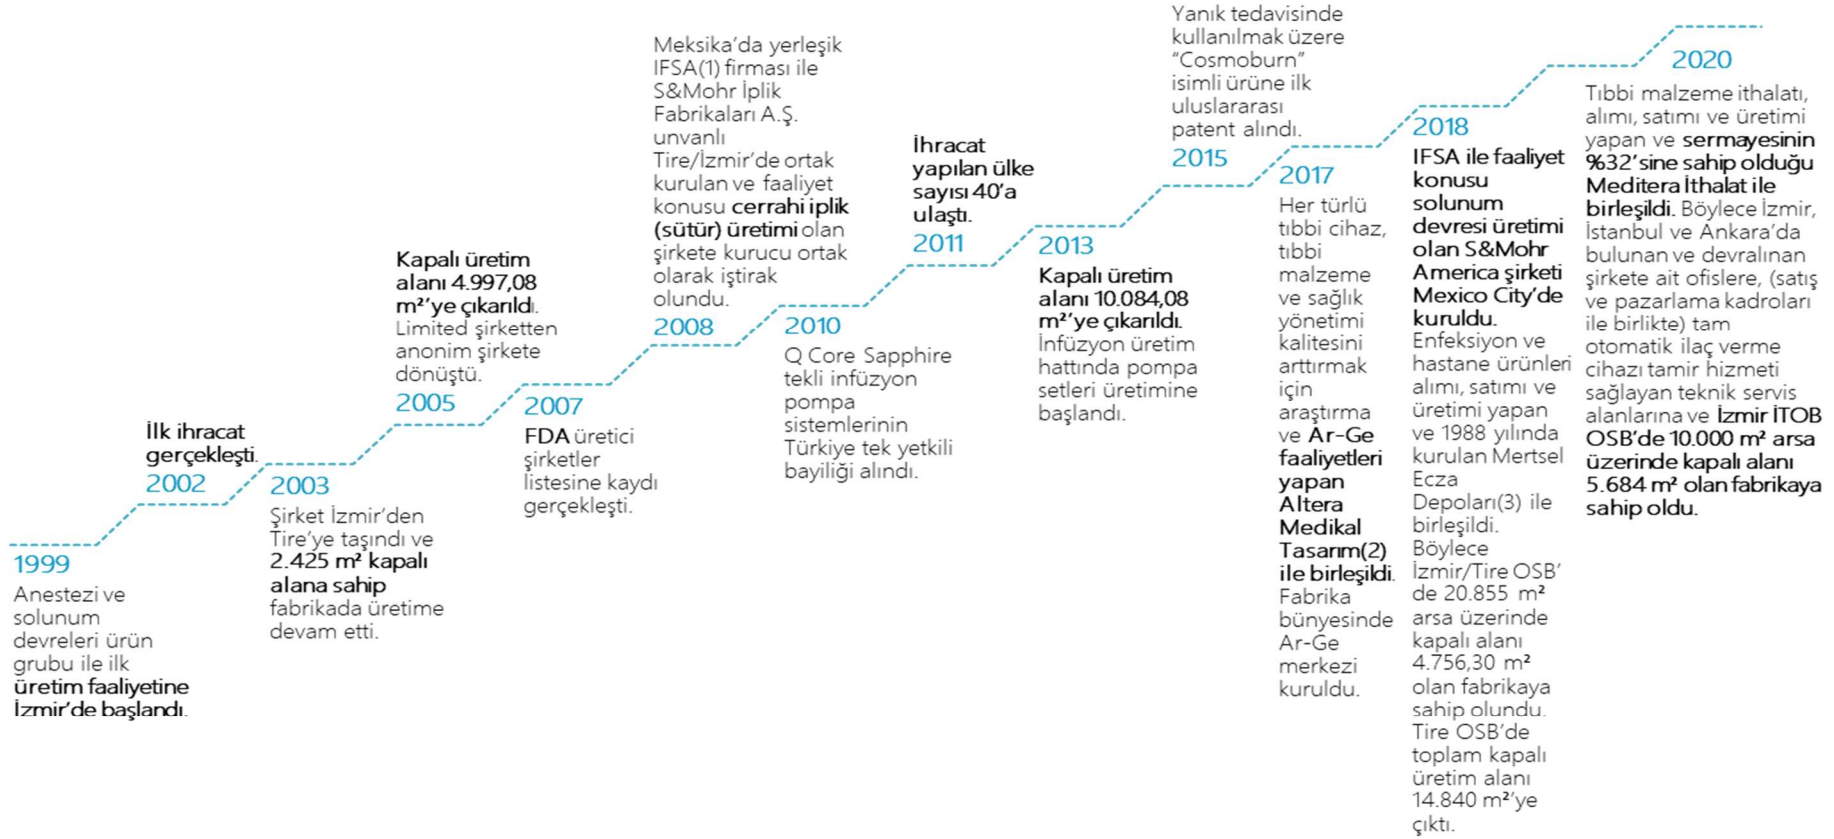 1999
Anestezi ve
solunum
devreleri ürün
grubu ile ilk
üretim faaliyetine
İzmir’de başlandı.
İlk ihracat
gerçekleşti.
2002
2003
Şirket İzmir’den
Tire’ye taşındı ve
2.425 m² kapalı
alana sahip
fabrikada üretime
devam etti.
Kapalı üretim
alanı 4.997,08
m²’ye çıkarıldı.
Limited şirketten
anonim şirkete
dönüştü.
2005
2007
FDA üretici
şirketler
listesine kaydı
gerçekleşti.
Meksika’da yerleşik
IFSA(1) firması ile
S&Mohr İplik
Fabrikaları A.Ş.
unvanlı
Tire/İzmir’de ortak
kurulan ve faaliyet
konusu cerrahi iplik
(sütür) üretimi olan
şirkete kurucu ortak
olarak iştirak
olundu.
2008
2010
Q Core Sapphire
tekli infüzyon
pompa
sistemlerinin
Türkiye tek yetkili
bayiliği alındı.
İhracat
yapılan ülke
sayısı 40’a
ulaştı.
2011
2013
Kapalı üretim
alanı 10.084,08
m²’ye çıkarıldı.
İnfüzyon üretim
hattında pompa
setleri üretimine
başlandı.
Yanık tedavisinde
kullanılmak üzere
“Cosmoburn”
isimli ürüne ilk
uluslararası
patent alındı.
2015
2017
Her türlü
tıbbi cihaz,
tıbbi
malzeme
ve sağlık
yönetimi
kalitesini
arttırmak
için
araştırma
ve Ar-Ge
faaliyetleri
yapan
Altera
Medikal
Tasarım(2)
ile birleşildi.
Fabrika
bünyesinde
Ar-Ge
merkezi
kuruldu.
2018
IFSA ile faaliyet
konusu
solunum
devresi üretimi
olan S&Mohr
America şirketi
Mexico City’de
kuruldu.
Enfeksiyon ve
hastane ürünleri
alımı, satımı ve
üretimi yapan
ve 1988 yılında
kurulan Mertsel
Ecza
Depoları(3) ile
birleşildi.
Böylece
İzmir/Tire OSB’
de 20.855 m²
arsa üzerinde
kapalı alanı
4.756,30 m²
olan fabrikaya
sahip olundu.
Tire OSB’de
toplam kapalı
üretim alanı
14.840 m²’ye
çıktı.
2020
Tıbbi malzeme ithalatı,
alımı, satımı ve üretimi
yapan ve sermayesinin
%32’sine sahip olduğu
Meditera İthalat ile
birleşildi. Böylece İzmir,
İstanbul ve Ankara’da
bulunan ve devralınan
şirkete ait ofislere, (satış
ve pazarlama kadroları
ile birlikte) tam
otomatik ilaç verme
cihazı tamir hizmeti
sağlayan teknik servis
alanlarına ve İzmir İTOB
OSB’de 10.000 m² arsa
üzerinde kapalı alanı
5.684 m² olan fabrikaya
sahip oldu.